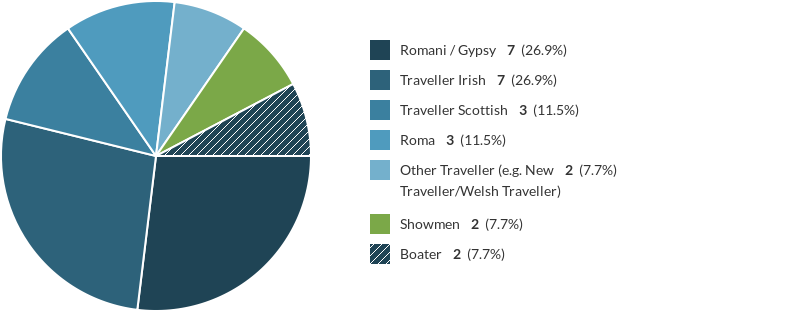 Romani / Gypsy 7 (26.9%)
Traveller Irish 7 (26.9%)
Traveller Scottish 3 (11.5%)
Roma 3 (11.5%)
Other Traveller (e.g. New 2 (7.7%)
Traveller/Welsh Traveller)
Showmen 2 (7.7%)
Boater 2 (7.7%)